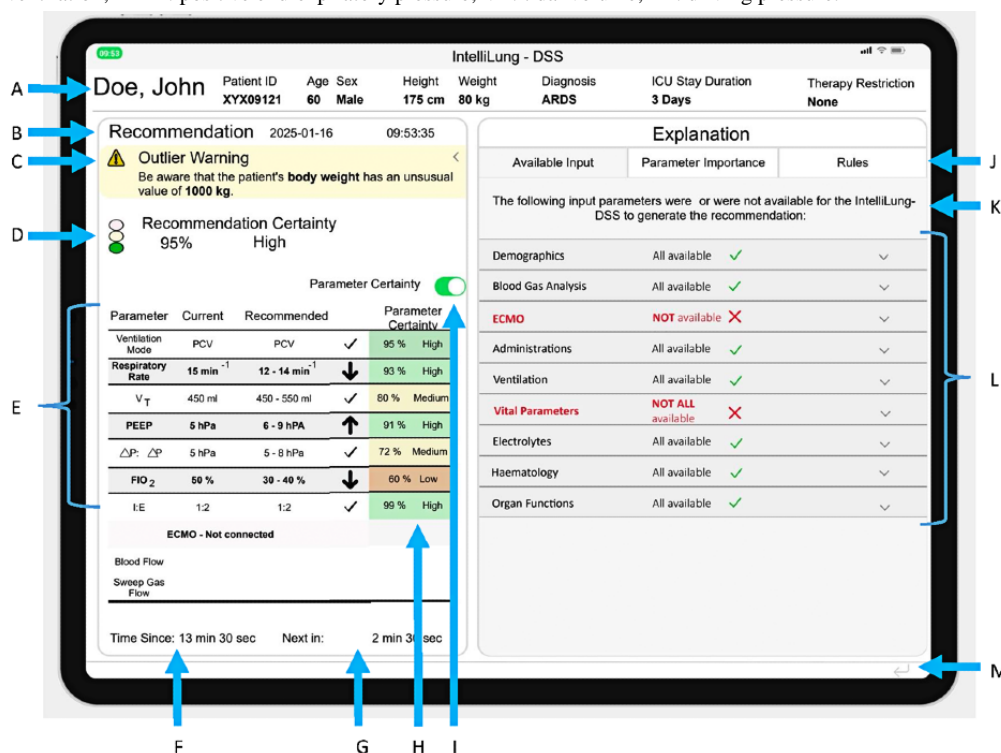 09:53
IntelliLung - DSS
Doe, John
Patient ID Age Sex Height Weight Diagnosis ICU Stay Duration Therapy Restriction
XYX09121 60 Male 175 cm 80 kg ARDS 3 Days None
A
B
C
D
E
Recommendation 2025-01-16 09:53:35
Outlier Warning <
Be aware that the patient's body weight has an unsusual
value of 1000 kg.
Recommendation Certainty
95% High
Parameter Certainty
Parameter Current Recommended Parameter Certainty
Ventilation Mode PCV PCV ✓ 95 % High
Respiratory Rate 15 min⁻¹ 12 - 14 min⁻¹ ↓ 93 % High
V T 450 ml 450 - 550 ml ✓ 80 % Medium
PEEP 5 hPa 6 - 9 hPA ↑ 91 % High
△P: △P 5 hPa 5 - 8 hPa ✓ 72 % Medium
FIO 2 50 % 30 - 40 % ↓ 60 % Low
I:E 1:2 1:2 ✓ 99 % High
ECMO - Not connected
Blood Flow
Sweep Gas
Flow
Time Since: 13 min 30 sec Next in: 2 min 30 sec
Explanation
Available Input Parameter Importance Rules
The following input parameters were or were not available for the IntelliLung-
DSS to generate the recommendation:
Demographics All available ✓
Blood Gas Analysis All available ✓
ECMO NOT available ✕
Administrations All available ✓
Ventilation All available ✓
Vital Parameters NOT ALL available ✕
Electrolytes All available ✓
Haematology All available ✓
Organ Functions All available ✓
J
K
L
M
F G H I